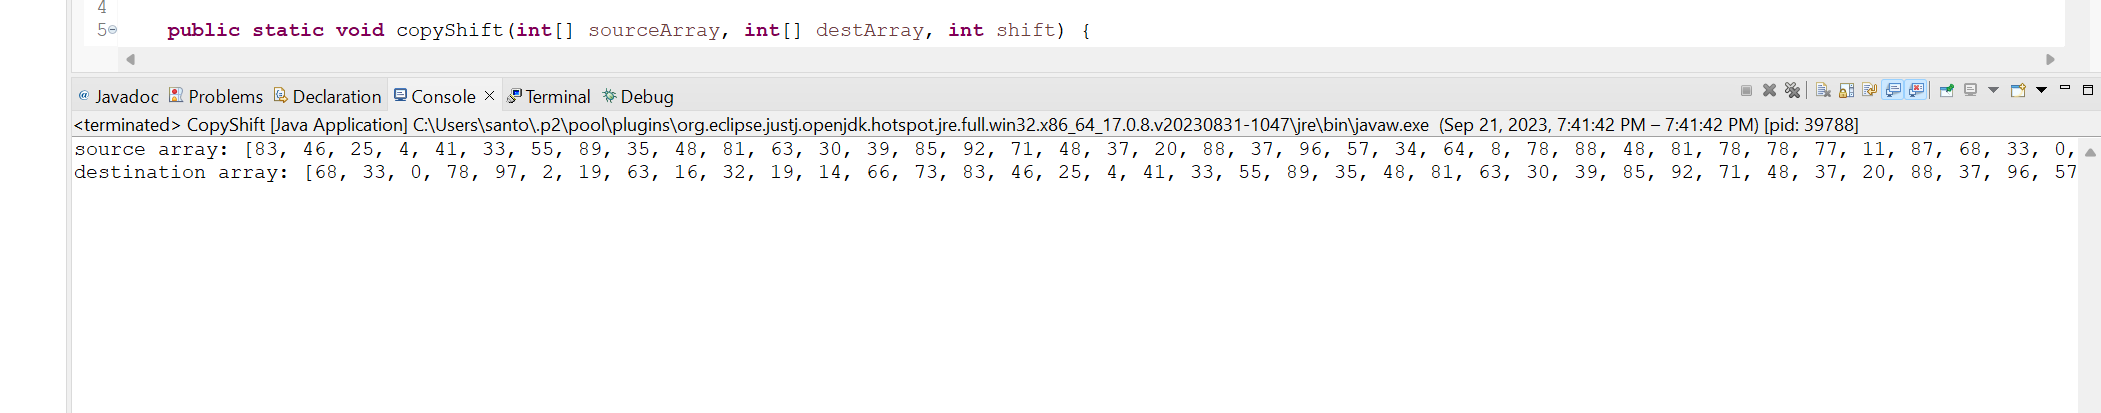 4
5 public static void copyShift(int[] sourceArray, int[] destArray, int shift) {
@ Javadoc Problems Declaration Console × Terminal Debug
<terminated> CopyShift [Java Application] C:\Users\santo\.p2\pool\plugins\org.eclipse.justj.openjdk.hotspot.jre.full.win32.x86_64_17.0.8.v20230831-1047\jre\bin\javaw.exe (Sep 21, 2023, 7:41:42 PM – 7:41:42 PM) [pid: 39788]
source array: [83, 46, 25, 4, 41, 33, 55, 89, 35, 48, 81, 63, 30, 39, 85, 92, 71, 48, 37, 20, 88, 37, 96, 57, 34, 64, 8, 78, 88, 48, 81, 78, 78, 77, 11, 87, 68, 33, 0,
destination array: [68, 33, 0, 78, 97, 2, 19, 63, 16, 32, 19, 14, 66, 73, 83, 46, 25, 4, 41, 33, 55, 89, 35, 48, 81, 63, 30, 39, 85, 92, 71, 48, 37, 20, 88, 37, 96, 57